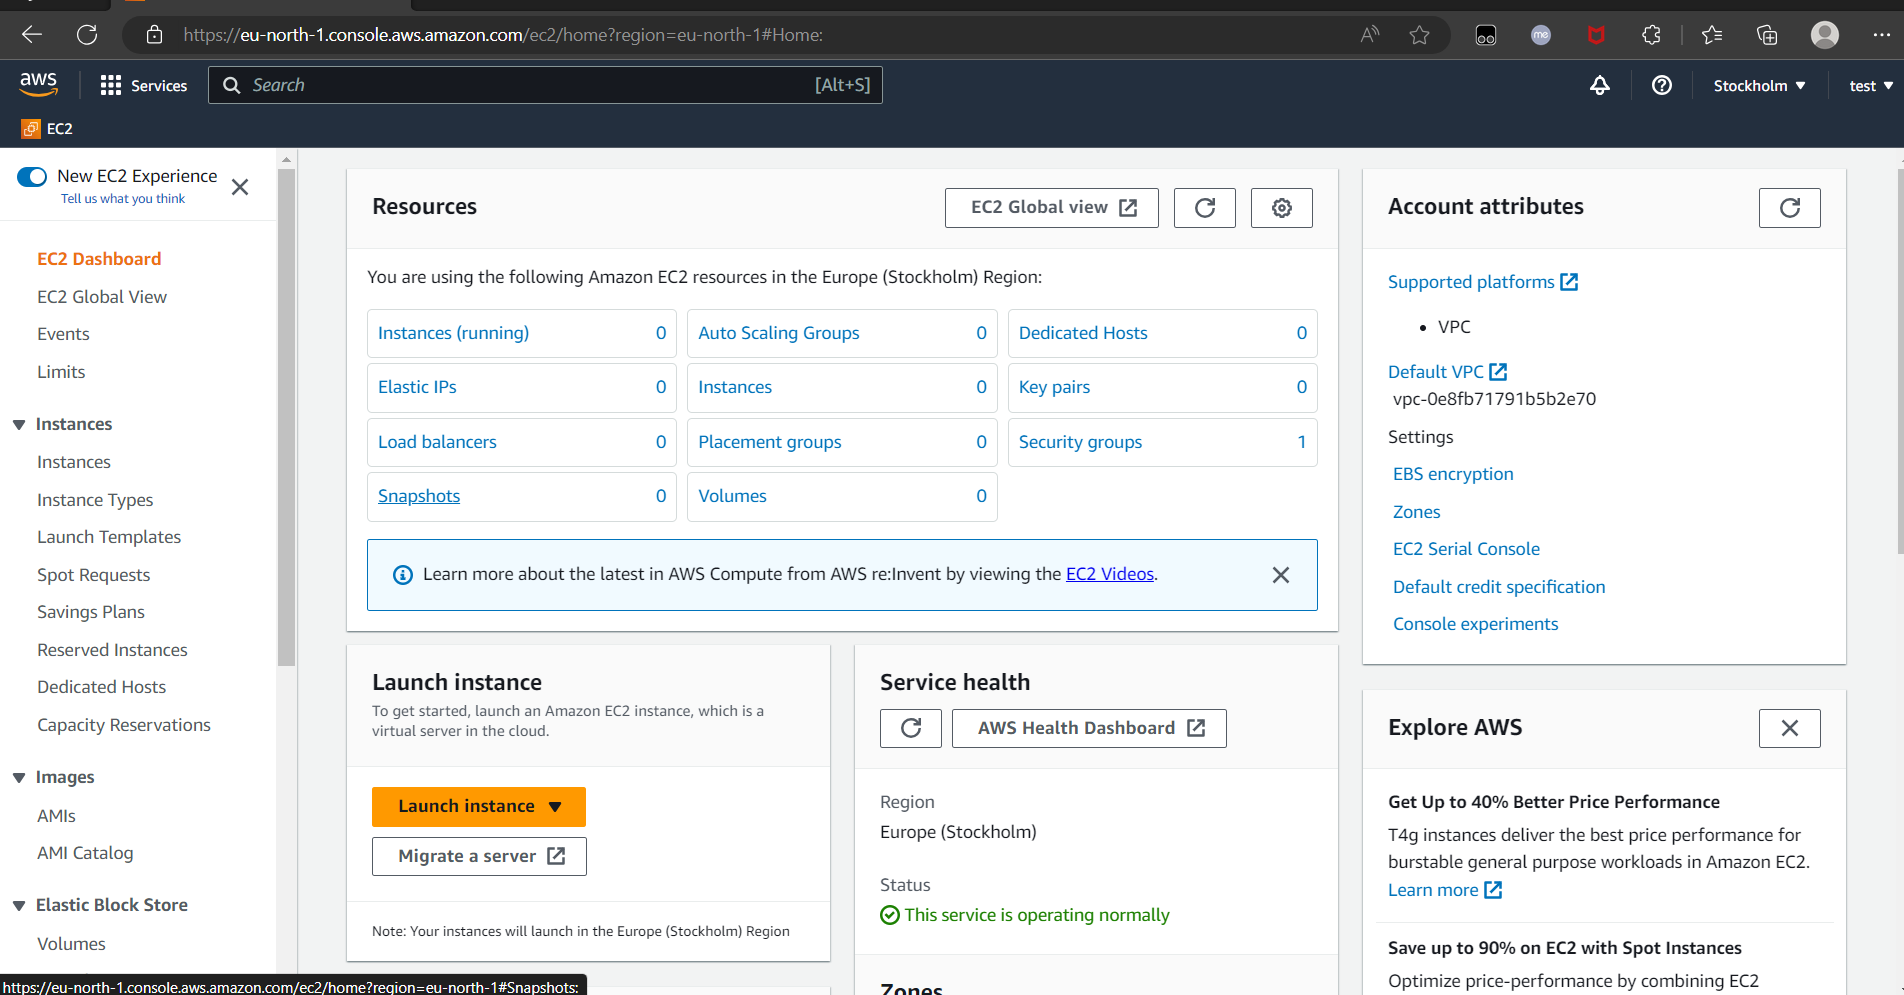 https://eu-north-1.console.aws.amazon.com/ec2/home?region=eu-north-1#Home:
A
me
aws
Services
Search
[Alt+S]
Stockholm
test
EC2
New EC2 Experience
Tell us what you think
EC2 Dashboard
EC2 Global View
Events
Limits
Instances
Instances
Instance Types
Launch Templates
Spot Requests
Savings Plans
Reserved Instances
Dedicated Hosts
Capacity Reservations
Images
AMIs
AMI Catalog
Elastic Block Store
Volumes
https://eu-north-1.console.aws.amazon.com/ec2/home?region=eu-north-1#Snapshots:
Resources
EC2 Global view
You are using the following Amazon EC2 resources in the Europe (Stockholm) Region:
Instances (running) 0
Auto Scaling Groups 0
Dedicated Hosts 0
Elastic IPs 0
Instances 0
Key pairs 0
Load balancers 0
Placement groups 0
Security groups 1
Snapshots 0
Volumes 0
Learn more about the latest in AWS Compute from AWS re:Invent by viewing the EC2 Videos.
Launch instance
To get started, launch an Amazon EC2 instance, which is a
virtual server in the cloud.
Launch instance
Migrate a server
Note: Your instances will launch in the Europe (Stockholm) Region
Service health
AWS Health Dashboard
Region
Europe (Stockholm)
Status
This service is operating normally
Zones
Account attributes
Supported platforms
• VPC
Default VPC
vpc-0e8fb71791b5b2e70
Settings
EBS encryption
Zones
EC2 Serial Console
Default credit specification
Console experiments
Explore AWS
Get Up to 40% Better Price Performance
T4g instances deliver the best price performance for
burstable general purpose workloads in Amazon EC2.
Learn more
Save up to 90% on EC2 with Spot Instances
Optimize price-performance by combining EC2